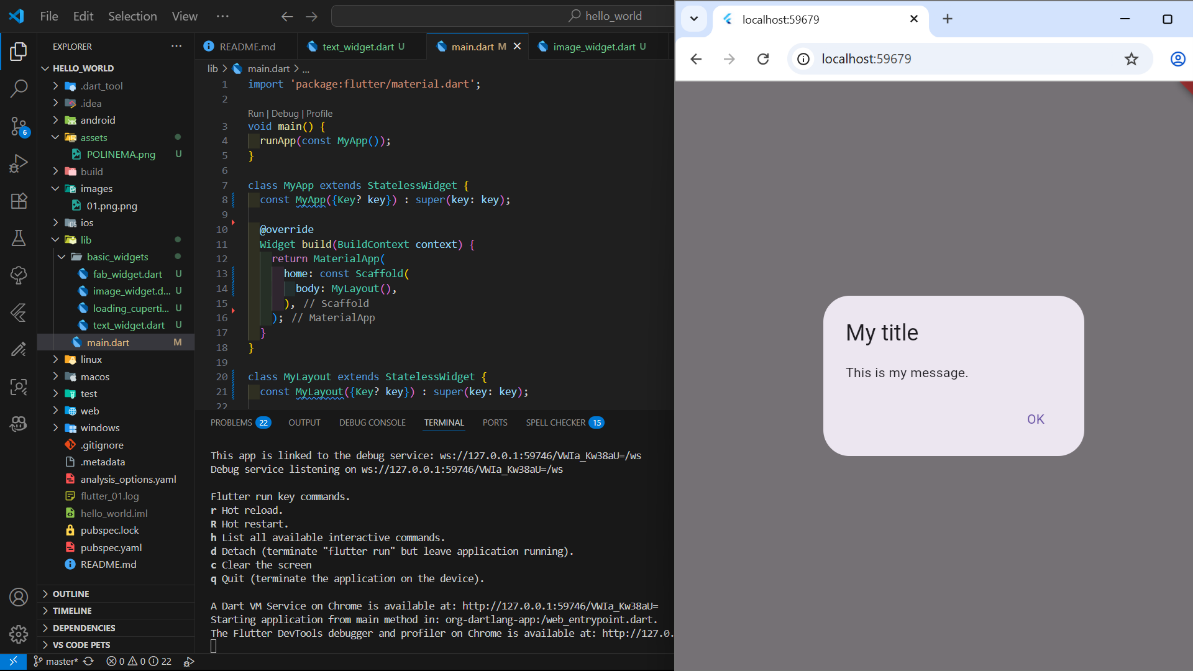 File Edit Selection View ... hello_world
EXPLORER ...
HELLO_WORLD
.dart_tool
.idea
android
assets
POLINEMA.png U
build
images
01.png.png
ios
lib
basic_widgets
fab_widget.dart U
image_widget.d... U
loading_cuperti... U
text_widget.dart U
main.dart M
linux
macos
test
web
windows
.gitignore
.metadata
analysis_options.yaml
flutter_01.log
hello_world.iml
pubspec.lock
pubspec.yaml
README.md
OUTLINE
TIMELINE
DEPENDENCIES
VS CODE PETS
6
README.md text_widget.dart U main.dart M image_widget.dart U
lib > main.dart > ...
1 import 'package:flutter/material.dart';
2
Run | Debug | Profile
3 void main() {
4 runApp(const MyApp());
5 }
6
7 class MyApp extends StatelessWidget {
8 const MyApp({Key? key}) : super(key: key);
9
10 @override
11 Widget build(BuildContext context) {
12 return MaterialApp(
13 home: const Scaffold(
14 body: MyLayout(),
15 ), // Scaffold
16 ); // MaterialApp
17 }
18 }
19
20 class MyLayout extends StatelessWidget {
21 const MyLayout({Key? key}) : super(key: key);
22
PROBLEMS 22 OUTPUT DEBUG CONSOLE TERMINAL PORTS SPELL CHECKER 15
This app is linked to the debug service: ws://127.0.0.1:59746/VWIa_Kw38aU=/ws
Debug service listening on ws://127.0.0.1:59746/VWIa_Kw38aU=/ws
Flutter run key commands.
r Hot reload.
R Hot restart.
h List all available interactive commands.
d Detach (terminate "flutter run" but leave application running).
c Clear the screen
q Quit (terminate the application on the device).
A Dart VM Service on Chrome is available at: http://127.0.0.1:59746/VWIa_Kw38aU=
Starting application from main method in: org-dartlang-app:/web_entrypoint.dart.
The Flutter DevTools debugger and profiler on Chrome is available at: http://127.0.
master* 0 0 22
localhost:59679
localhost:59679
My title
This is my message.
OK